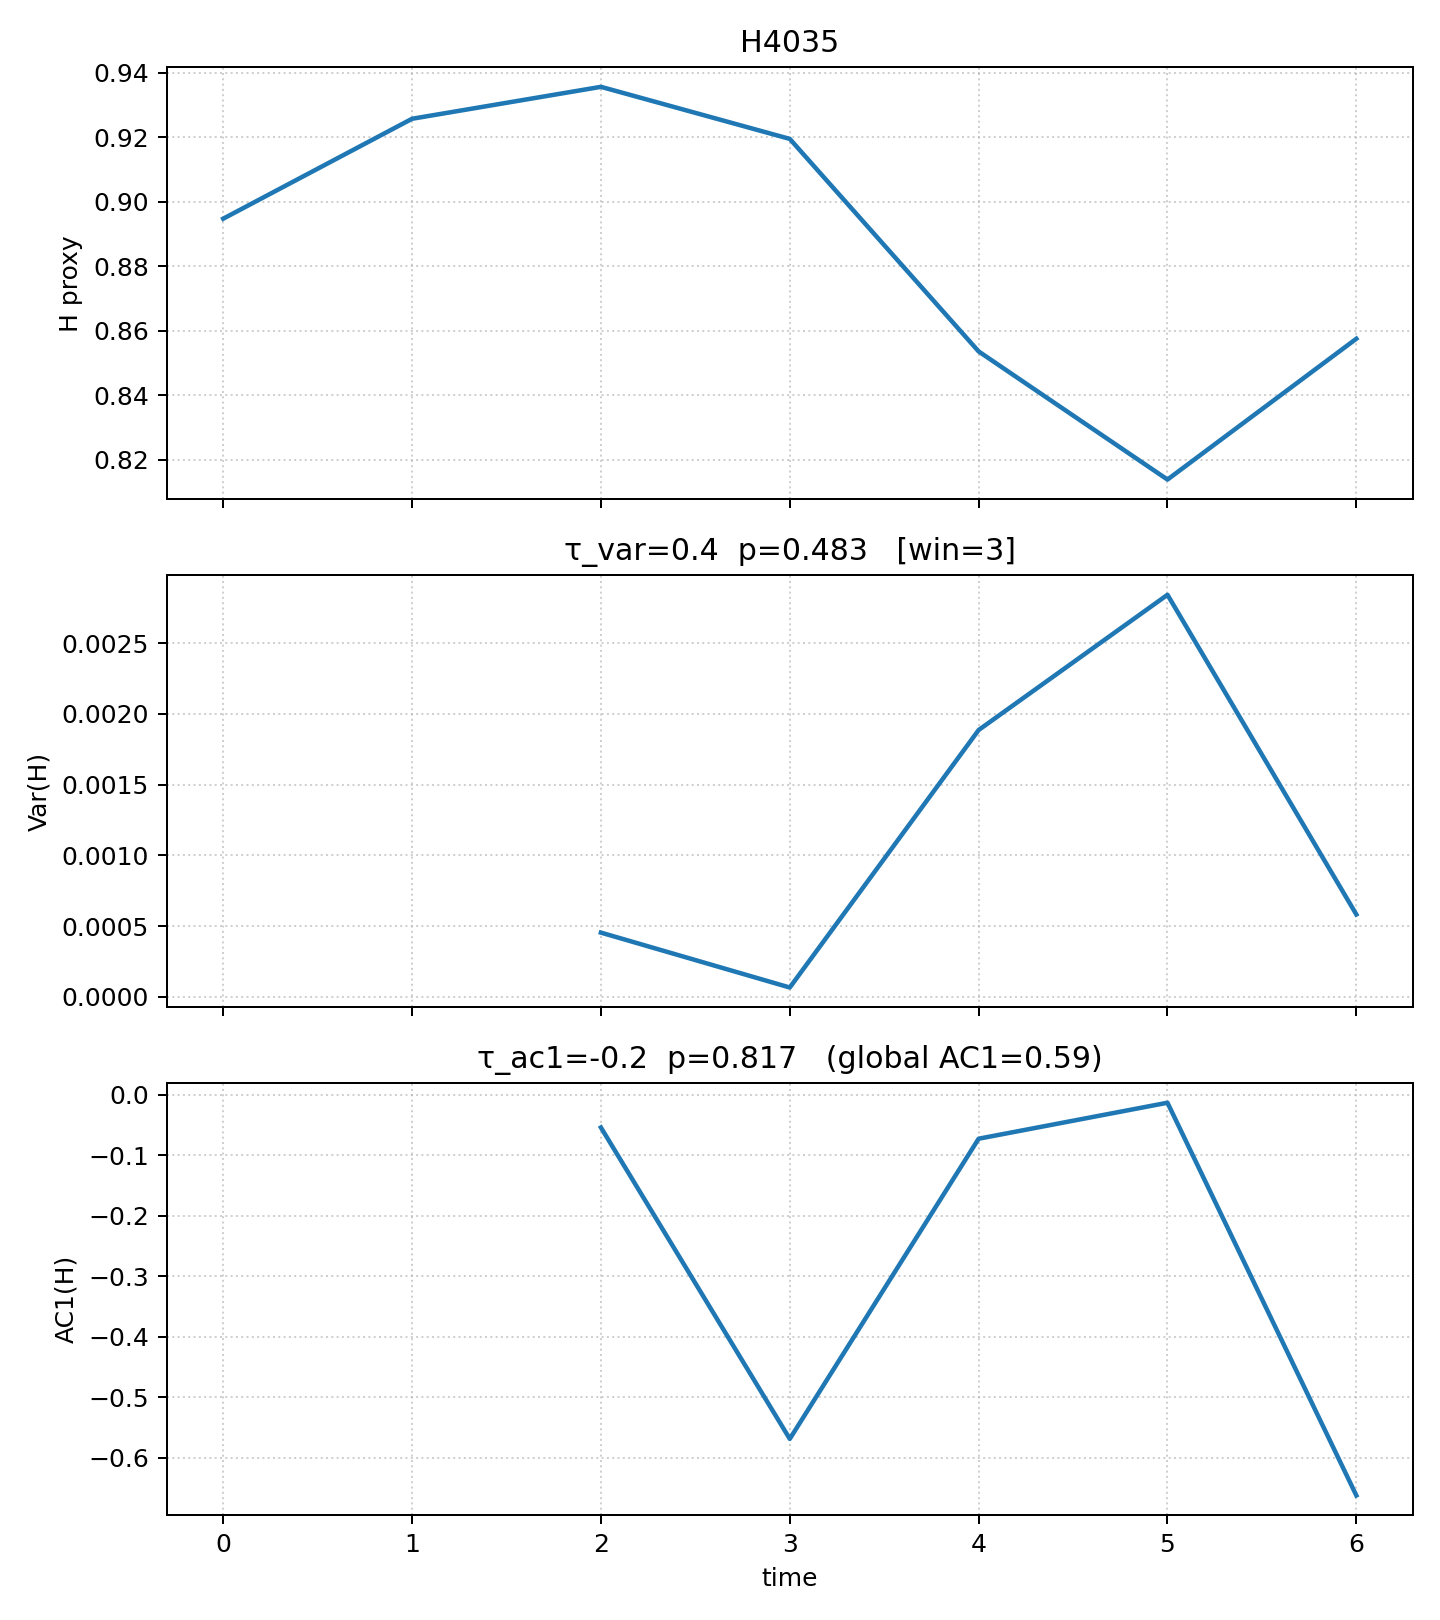 H4035
0.94
0.92
0.90
0.88
0.86
0.84
0.82
H proxy
τ_var=0.4  p=0.483   [win=3]
0.0025
0.0020
0.0015
0.0010
0.0005
0.0000
Var(H)
τ_ac1=-0.2  p=0.817   (global AC1=0.59)
0.0
−0.1
−0.2
−0.3
−0.4
−0.5
−0.6
AC1(H)
0 1 2 3 4 5 6
time